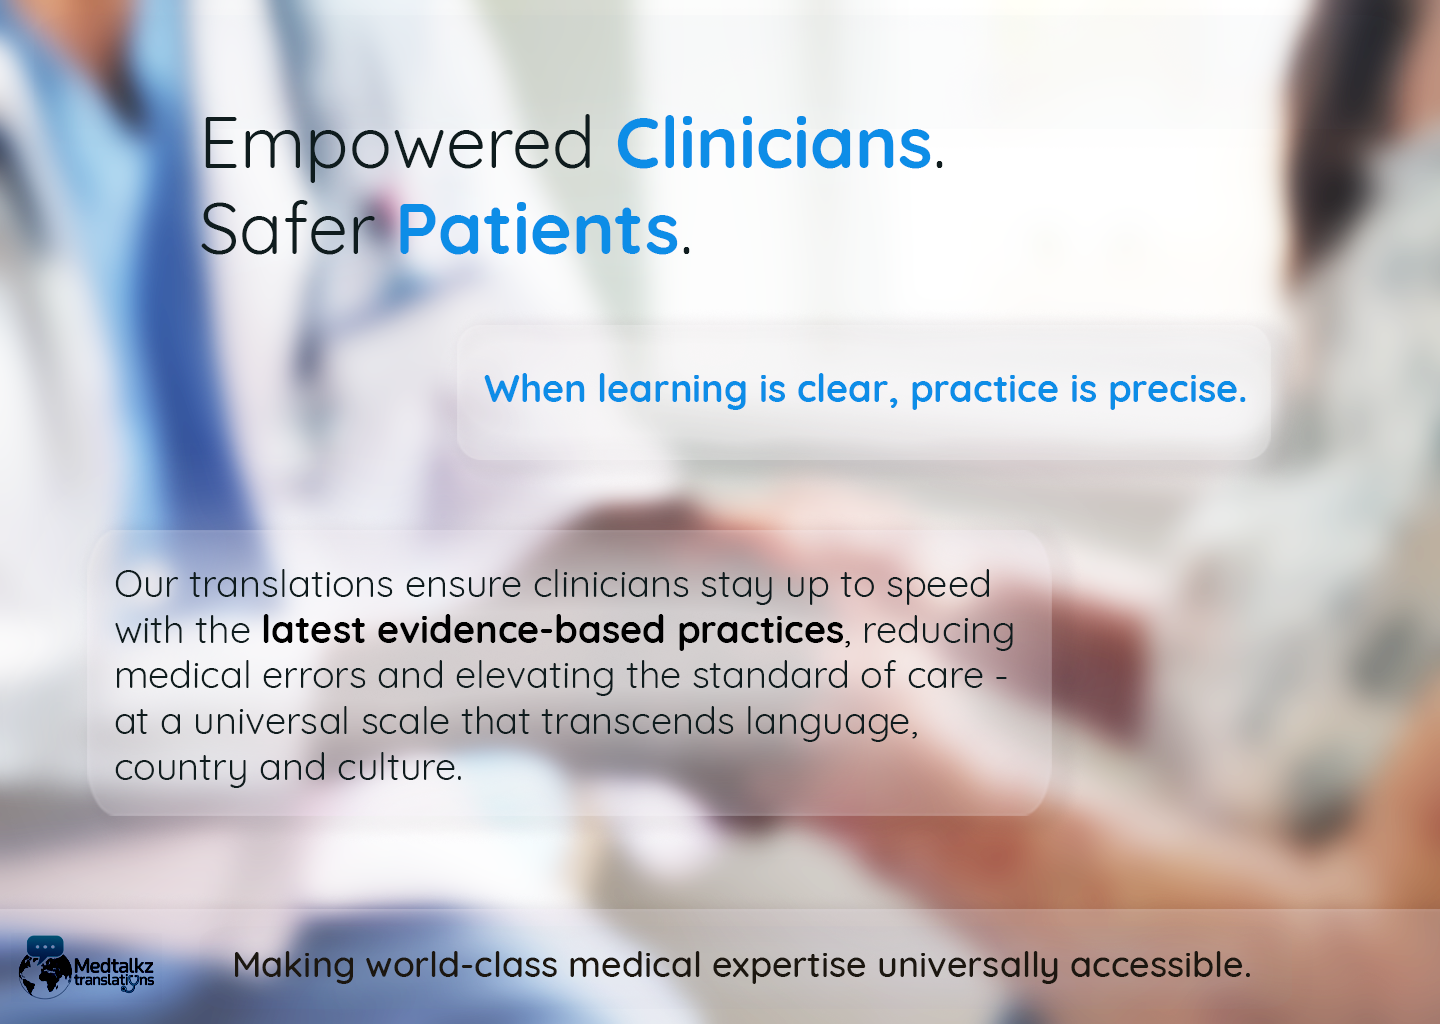 Empowered Clinicians.
Safer Patients.
When learning is clear, practice is precise.
Our translations ensure clinicians stay up to speed
with the latest evidence-based practices, reducing
medical errors and elevating the standard of care -
at a universal scale that transcends language,
country and culture.
Medtalkz
translations
Making world-class medical expertise universally accessible.